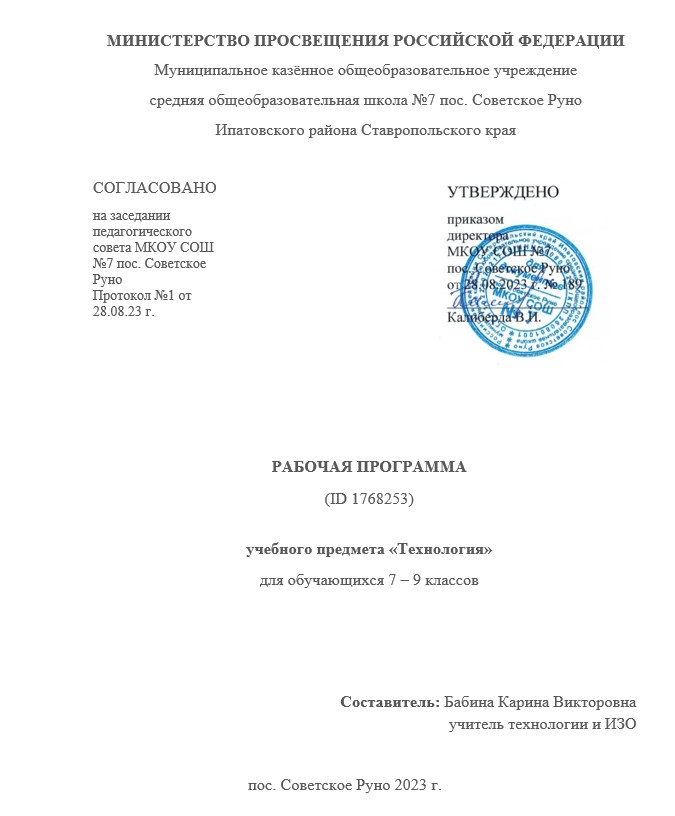 МИНИСТЕРСТВО ПРОСВЕЩЕНИЯ РОССИЙСКОЙ ФЕДЕРАЦИИ
Муниципальное казённое общеобразовательное учреждение
средняя общеобразовательная школа №7 пос. Советское Руно
Ипатовского района Ставропольского края
СОГЛАСОВАНО
на заседании
педагогического
совета МКОУ СОШ
№7 пос. Советское
Руно
Протокол №1 от
28.08.23 г.
УТВЕРЖДЕНО
приказом
директора
МКОУ СОШ №7
пос. Советское Руно
от 28.08.2023 г. № 189
Калиберда В.И.
МКОУ СОШ
РАБОЧАЯ ПРОГРАММА
(ID 1768253)
учебного предмета «Технология»
для обучающихся 7 – 9 классов
Составитель: Бабина Карина Викторовна
учитель технологии и ИЗО
пос. Советское Руно 2023 г.